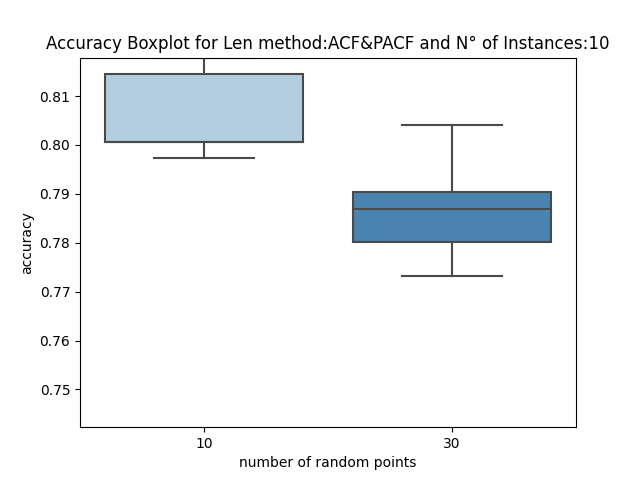 Accuracy Boxplot for Len method:ACF&PACF and N° of Instances:10
0.81
0.80
0.79
0.78
0.77
0.76
0.75
accuracy
10 30
number of random points